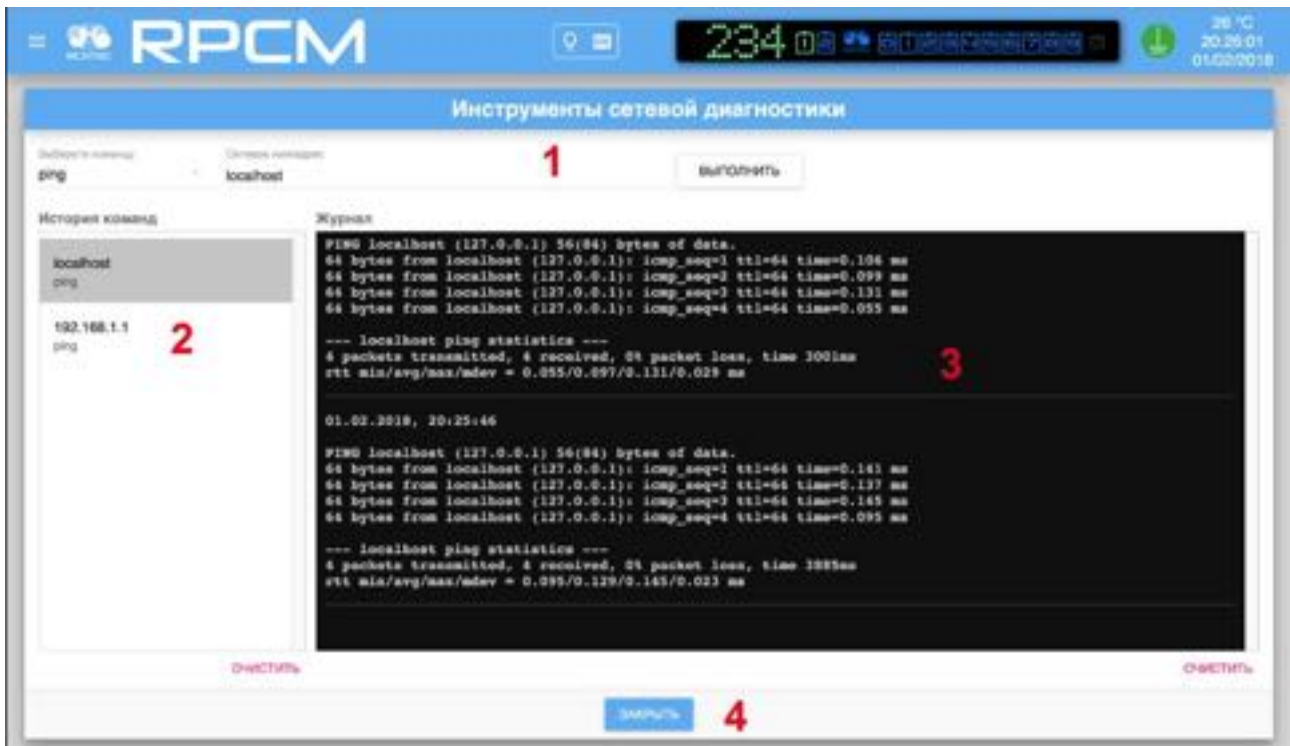 RPCM
234
26 °C
20:26:01
01/02/2018
Инструменты сетевой диагностики
Выберите команду
ping
localhost
1
ВЫПОЛНИТЬ
История команд
Журнал
localhost
ping
192.168.1.1
ping
2
PING localhost (127.0.0.1) 56(84) bytes of data.
64 bytes from localhost (127.0.0.1): icmp_seq=1 ttl=64 time=0.106 ms
64 bytes from localhost (127.0.0.1): icmp_seq=2 ttl=64 time=0.099 ms
64 bytes from localhost (127.0.0.1): icmp_seq=3 ttl=64 time=0.131 ms
64 bytes from localhost (127.0.0.1): icmp_seq=4 ttl=64 time=0.055 ms
--- localhost ping statistics ---
4 packets transmitted, 4 received, 0% packet loss, time 3001ms
rtt min/avg/max/mdev = 0.055/0.097/0.131/0.029 ms
3
01.02.2018, 20:25:46
PING localhost (127.0.0.1) 56(84) bytes of data.
64 bytes from localhost (127.0.0.1): icmp_seq=1 ttl=64 time=0.141 ms
64 bytes from localhost (127.0.0.1): icmp_seq=2 ttl=64 time=0.137 ms
64 bytes from localhost (127.0.0.1): icmp_seq=3 ttl=64 time=0.145 ms
64 bytes from localhost (127.0.0.1): icmp_seq=4 ttl=64 time=0.095 ms
--- localhost ping statistics ---
4 packets transmitted, 4 received, 0% packet loss, time
rtt min/avg/max/mdev = 0.095/0.129/0.145/0.023 ms
ОЧИСТИТЬ
ОЧИСТИТЬ
ЗАКРЫТЬ
4